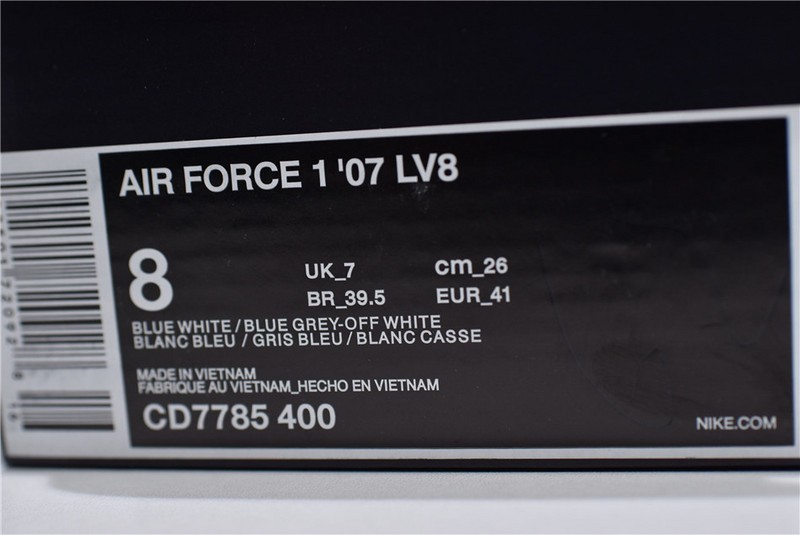 AIR FORCE 1 '07 LV8
8
UK_7
cm_26
BR_39.5
EUR_41
BLUE WHITE / BLUE GREY-OFF WHITE
BLANC BLEU / GRIS BLEU / BLANC CASSE
MADE IN VIETNAM
FABRIQUE AU VIETNAM_HECHO EN VIETNAM
CD7785 400
NIKE.COM